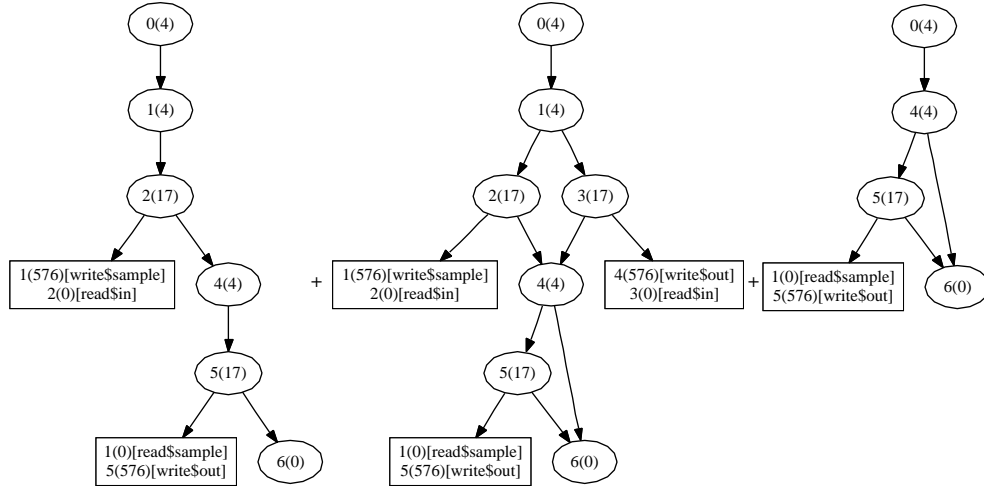 0(4)
1(4)
2(17)
1(576)[write$sample]
2(0)[read$in]
4(4)
5(17)
1(0)[read$sample]
5(576)[write$out]
6(0)
+
0(4)
1(4)
2(17)
3(17)
1(576)[write$sample]
2(0)[read$in]
4(4)
4(576)[write$out]
3(0)[read$in]
5(17)
1(0)[read$sample]
5(576)[write$out]
6(0)
+
0(4)
4(4)
5(17)
1(0)[read$sample]
5(576)[write$out]
6(0)